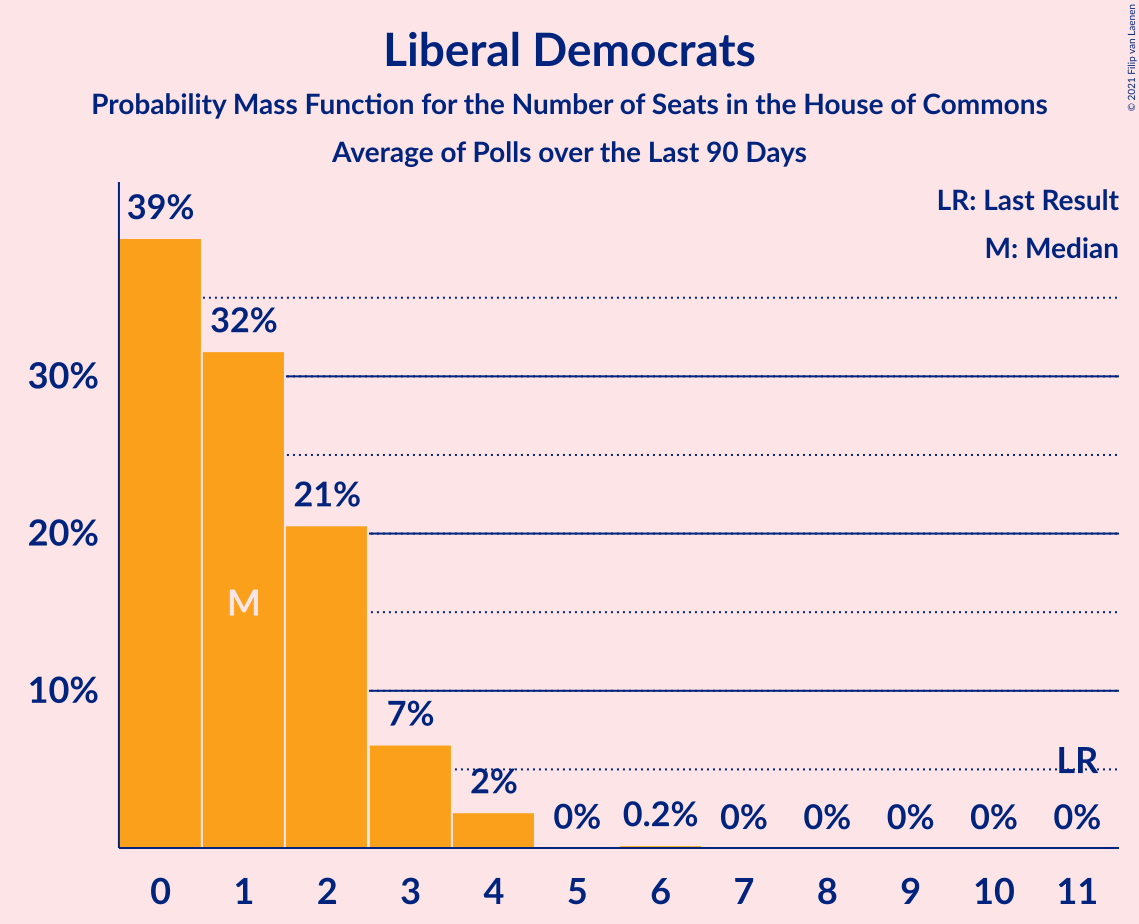 © 2021 Filip van Laenen
Liberal Democrats
Probability Mass Function for the Number of Seats in the House of Commons
Average of Polls over the Last 90 Days
LR: Last Result
M: Median
39%
32%
30%
21%
20%
M
10%
7%
LR
2%
0%
0.2%
0%
0%
0%
0%
0%
0 1 2 3 4 5 6 7 8 9 10 11